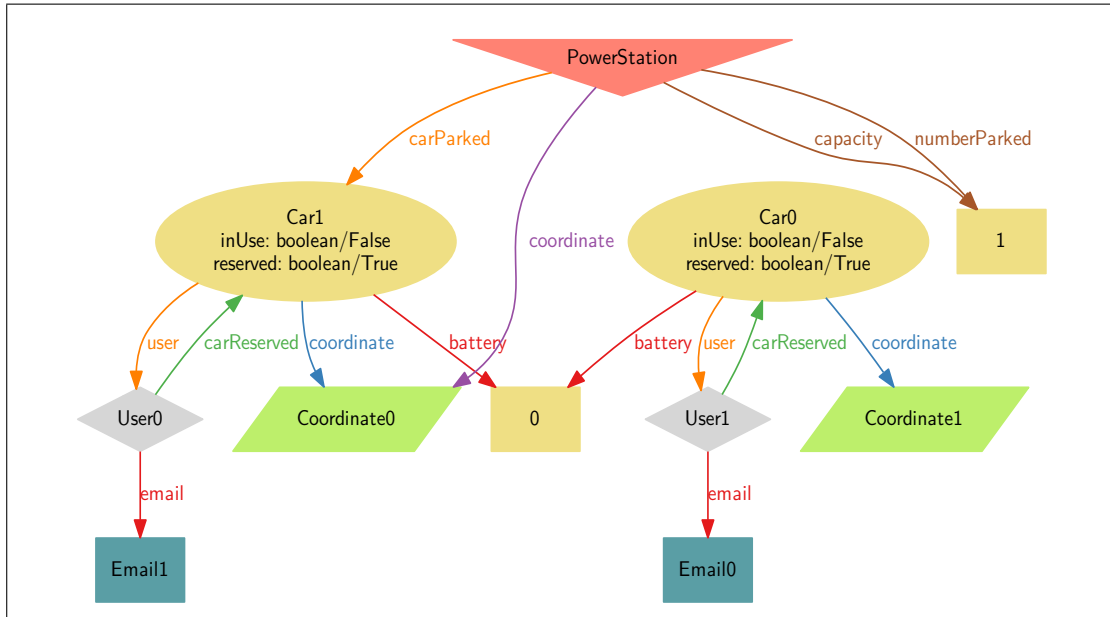 PowerStation
carParked
capacity
numberParked
Car1
inUse: boolean/False
reserved: boolean/True
coordinate
Car0
inUse: boolean/False
reserved: boolean/True
1
user
carReserved
coordinate
battery
battery
user
carReserved
coordinate
User0
Coordinate0
0
User1
Coordinate1
email
email
Email1
Email0